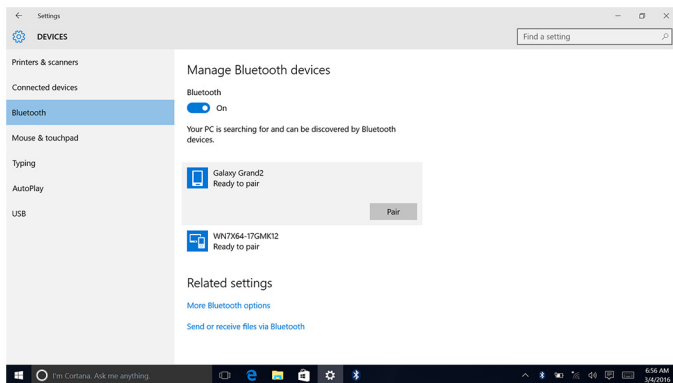 Settings
DEVICES
Find a setting
Printers & scanners
Connected devices
Bluetooth
Mouse & touchpad
Typing
AutoPlay
USB
Manage Bluetooth devices
Bluetooth
On
Your PC is searching for and can be discovered by Bluetooth
devices.
Galaxy Grand2
Ready to pair
Pair
WN7X64-17GMK12
Ready to pair
Related settings
More Bluetooth options
Send or receive files via Bluetooth
I'm Cortana. Ask me anything.
6:56 AM
3/4/2016